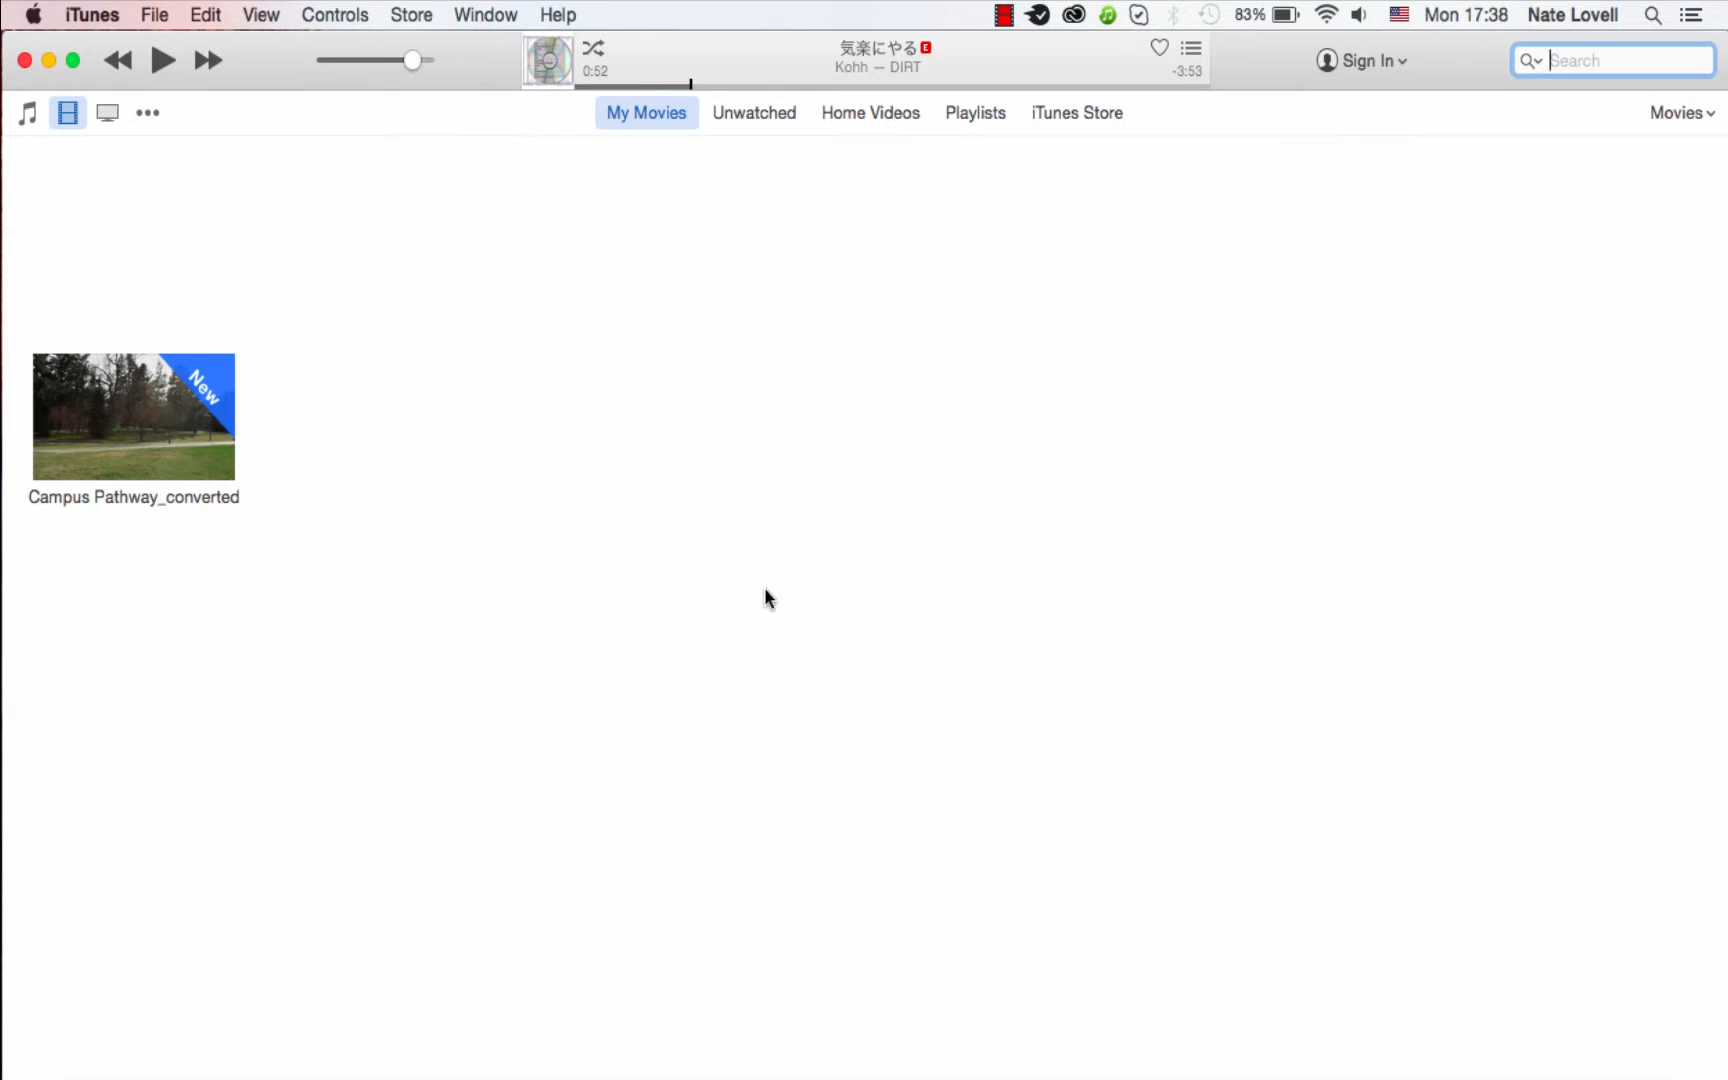 iTunes File Edit View Controls Store Window Help 83% Mon 17:38 Nate Lovell
気楽にやる E
0:52 Kohh — DIRT -3:53
Sign In
Search
My Movies Unwatched Home Videos Playlists iTunes Store Movies
New
Campus Pathway_converted